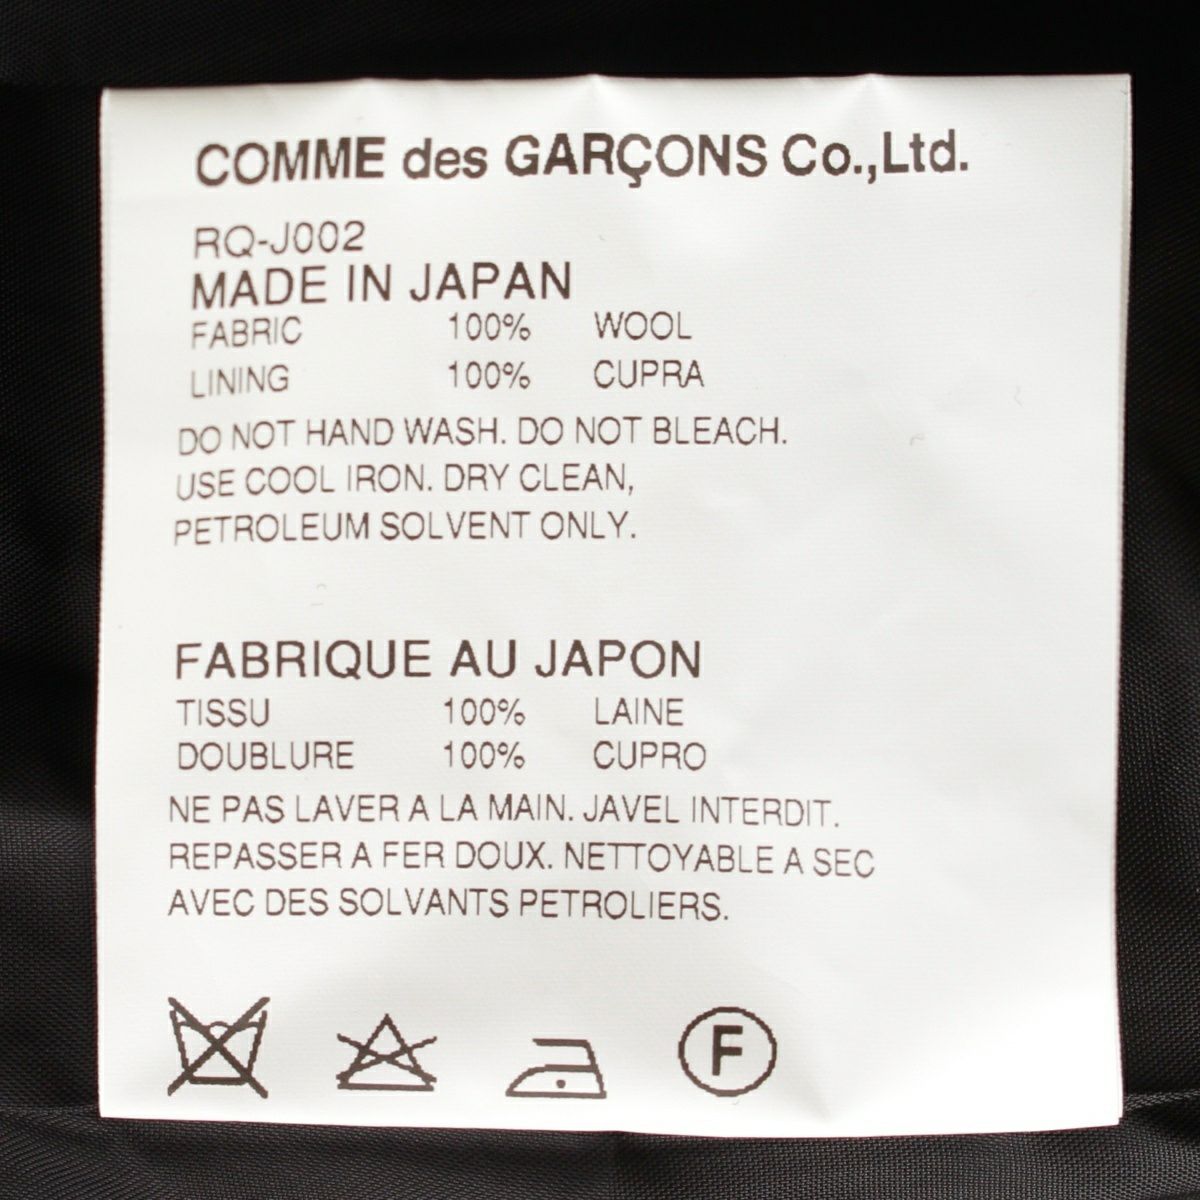 COMME des GARÇONS Co.,Ltd.
RQ-J002
MADE IN JAPAN
FABRIC 100% WOOL
LINING 100% CUPRA
DO NOT HAND WASH. DO NOT BLEACH.
USE COOL IRON. DRY CLEAN,
PETROLEUM SOLVENT ONLY.
FABRIQUE AU JAPON
TISSU 100% LAINE
DOUBLURE 100% CUPRO
NE PAS LAVER A LA MAIN. JAVEL INTERDIT.
REPASSER A FER DOUX. NETTOYABLE A SEC
AVEC DES SOLVANTS PETROLIERS.
F